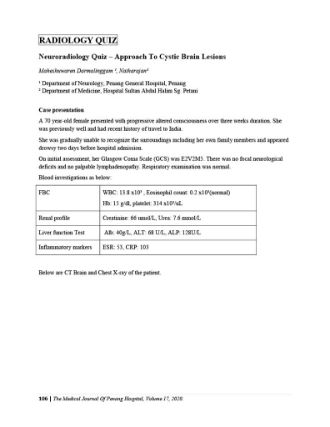 RADIOLOGY QUIZ
Neuroradiology Quiz – Approach To Cystic Brain Lesions
Maheshwaran Darmalinggam ¹, Natharajan²
¹ Department of Neurology, Penang General Hospital, Penang
² Department of Medicine, Hospital Sultan Abdul Halim Sg. Petani
Case presentation
A 70 year-old female presented with progressive altered consciousness over three weeks duration. She
was previously well and had recent history of travel to India.
She was gradually unable to recognize the surroundings including her own family members and appeared
drowsy two days before hospital admission.
On initial assessment, her Glasgow Coma Scale (GCS) was E2V2M5. There was no focal neurological
deficits and no palpable lymphadenopathy. Respiratory examination was normal.
Blood investigations as below:
FBC WBC: 13.8 x10³ , Eosinophil count: 0.2 x10³(normal)
Hb: 15 g/dl, platelet: 314 x10³/uL
Renal profile Creatinine: 66 mmol/L, Urea: 7.6 mmol/L
Liver function Test Alb: 40g/L, ALT: 68 U/L, ALP: 128U/L
Inflammatory markers ESR: 53, CRP: 103
Below are CT Brain and Chest X-ray of the patient.
106 | The Medical Journal Of Penang Hospital, Volume 17, 2020